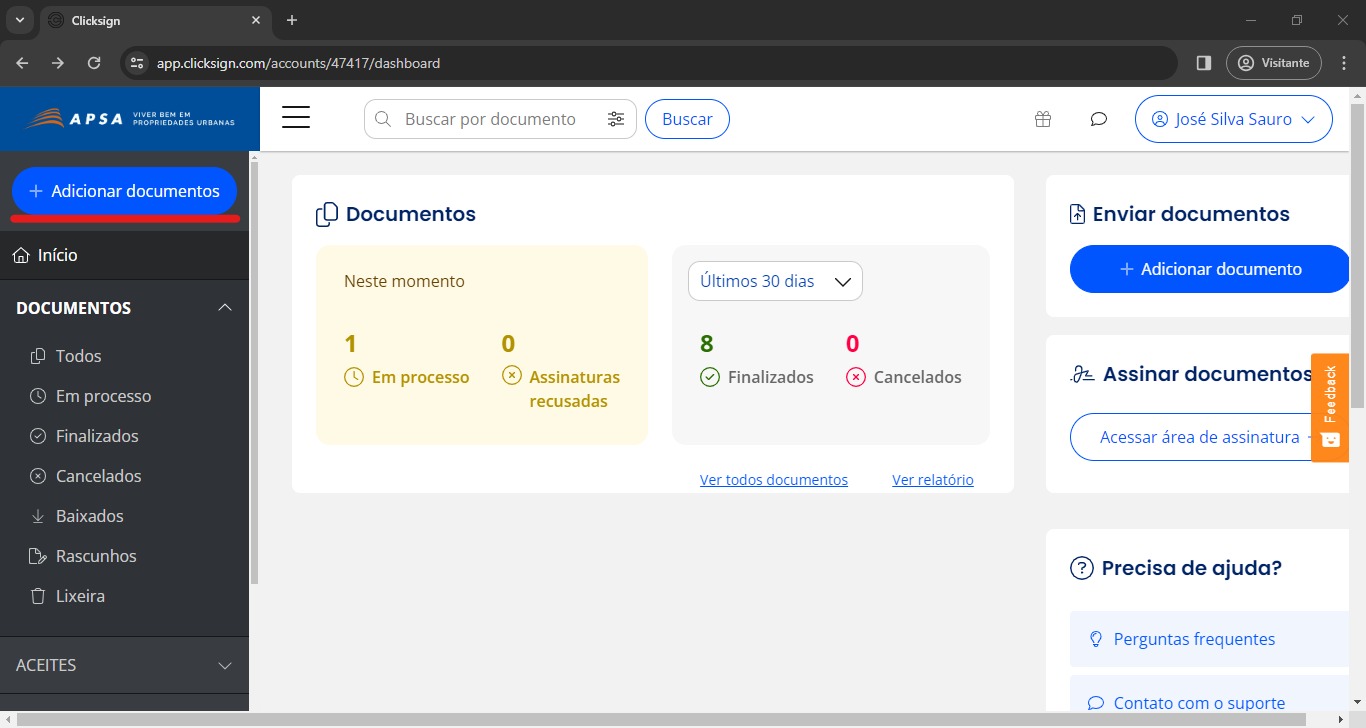 Clicksign
app.clicksign.com/accounts/47417/dashboard
Visitante
APSA
VIVER BEM EM
PROPRIEDADES URBANAS
Buscar por documento
Buscar
José Silva Sauro
Adicionar documentos
Início
DOCUMENTOS
Todos
Em processo
Finalizados
Cancelados
Baixados
Rascunhos
Lixeira
ACEITES
Documentos
Neste momento
1
Em processo
0
Assinaturas
recusadas
Últimos 30 dias
8
Finalizados
0
Cancelados
Ver todos documentos
Ver relatório
Enviar documentos
Adicionar documento
Assinar documentos
Acessar área de assinatura
Feedback
Precisa de ajuda?
Perguntas frequentes
Contato com o suporte